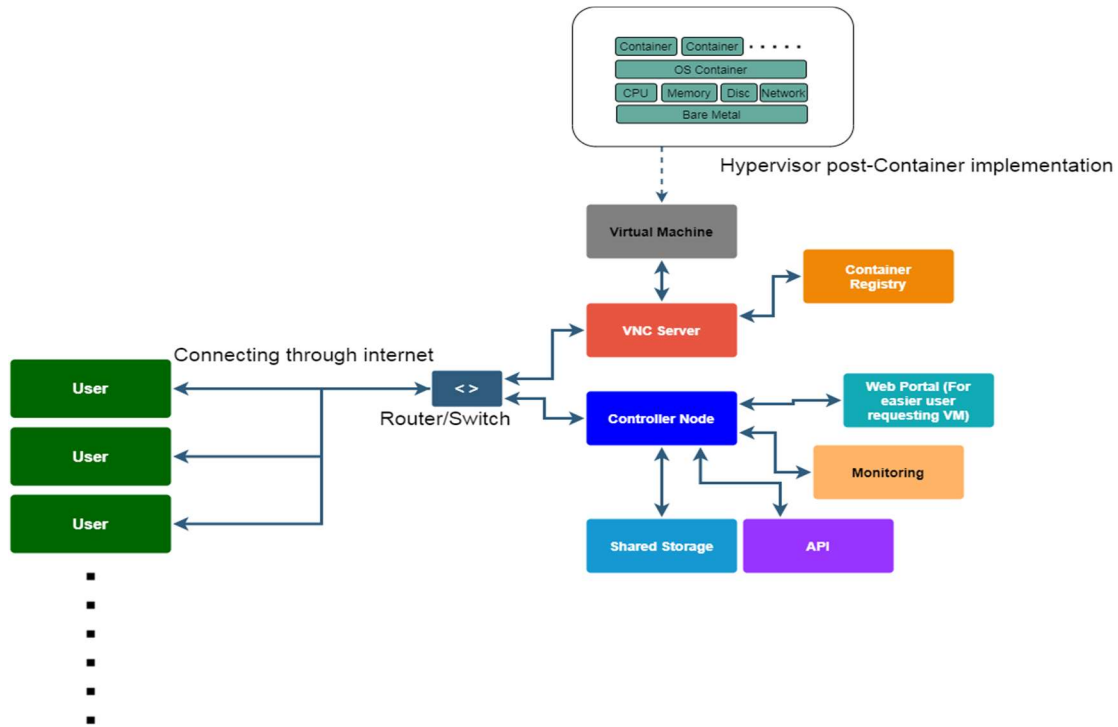 Container Container
OS Container
CPU Memory Disc Network
Bare Metal
Hypervisor post-Container implementation
Virtual Machine
Container
Registry
VNC Server
Connecting through internet
User
< >
Router/Switch
Controller Node
Web Portal (For
easier user
requesting VM)
User
Monitoring
User
Shared Storage
API